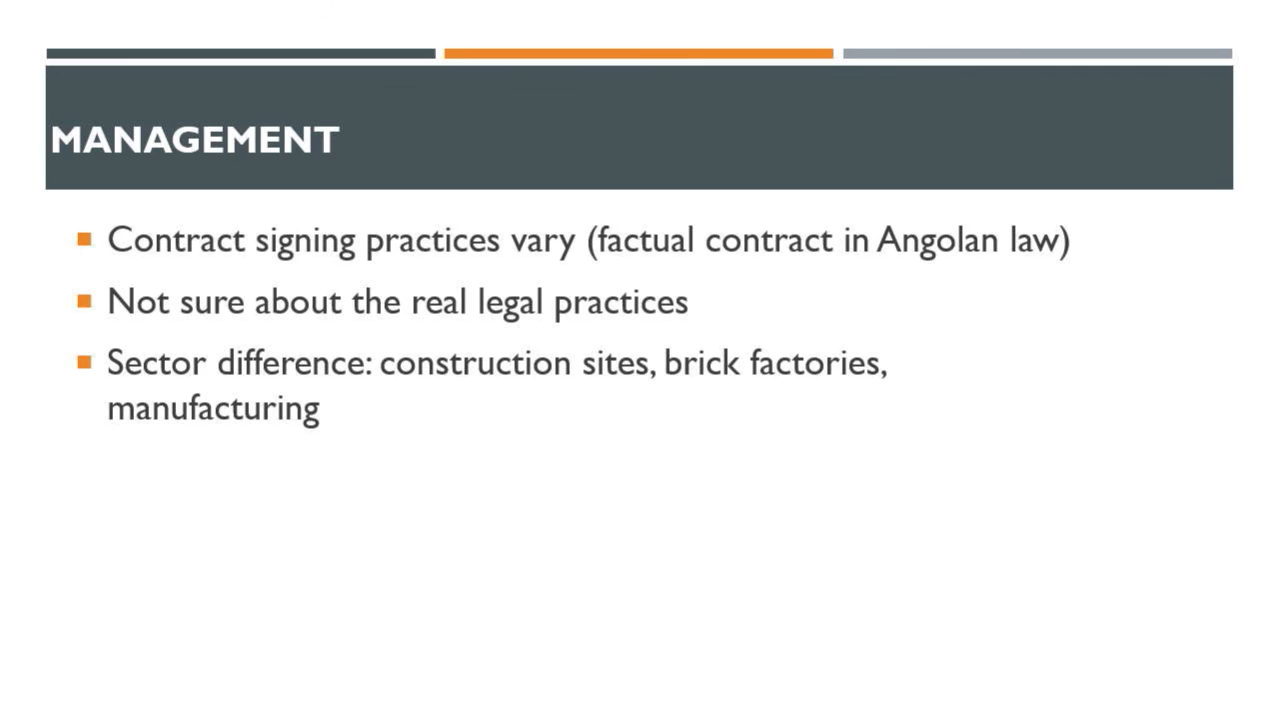 MANAGEMENT
Contract signing practices vary (factual contract in Angolan law)
Not sure about the real legal practices
Sector difference: construction sites, brick factories,
manufacturing